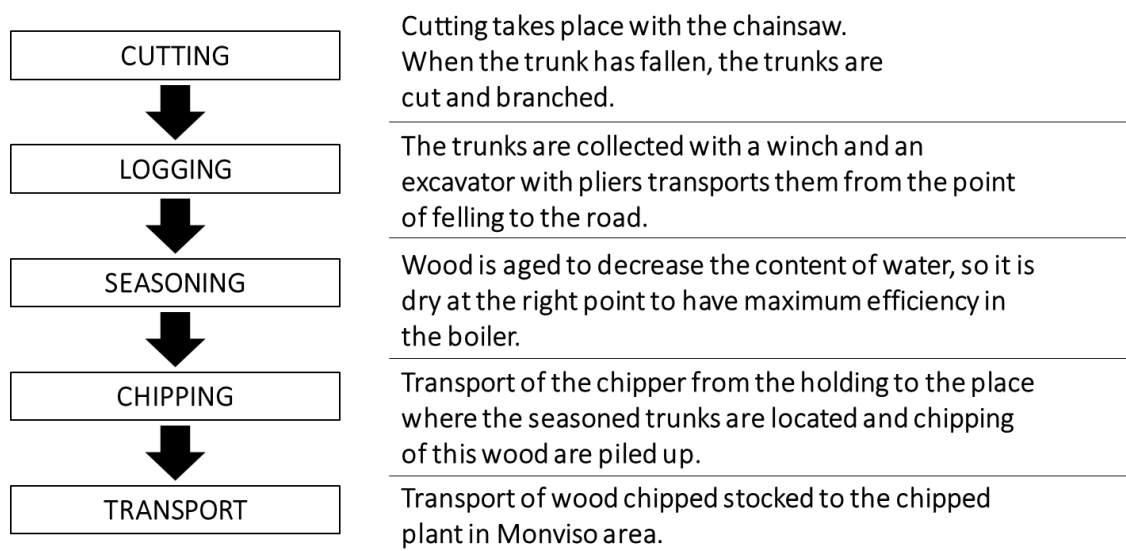 CUTTING
Cutting takes place with the chainsaw.
When the trunk has fallen, the trunks are
cut and branched.
LOGGING
The trunks are collected with a winch and an
excavator with pliers transports them from the point
of felling to the road.
SEASONING
Wood is aged to decrease the content of water, so it is
dry at the right point to have maximum efficiency in
the boiler.
CHIPPING
Transport of the chipper from the holding to the place
where the seasoned trunks are located and chipping
of this wood are piled up.
TRANSPORT
Transport of wood chipped stocked to the chipped
plant in Monviso area.